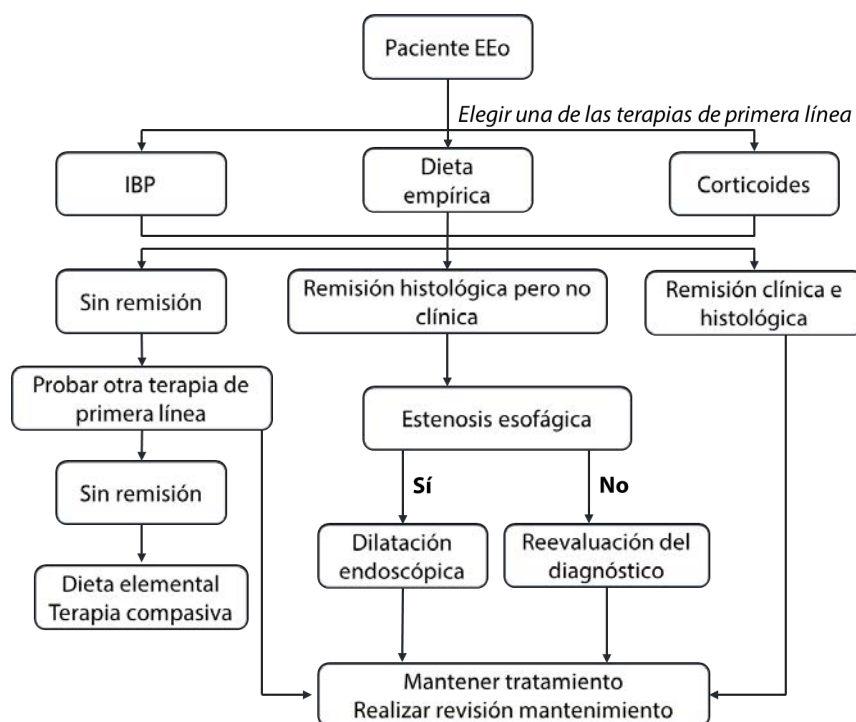 Paciente EEo
Elegir una de las terapias de primera línea
IBP
Dieta
empírica
Corticoides
Sin remisión
Remisión histológica pero no
clínica
Remisión clínica e
histológica
Probar otra terapia de
primera línea
Estenosis esofágica
Sin remisión
Sí
No
Dilatación
endoscópica
Reevaluación del
diagnóstico
Dieta elemental
Terapia compasiva
Mantener tratamiento
Realizar revisión mantenimiento